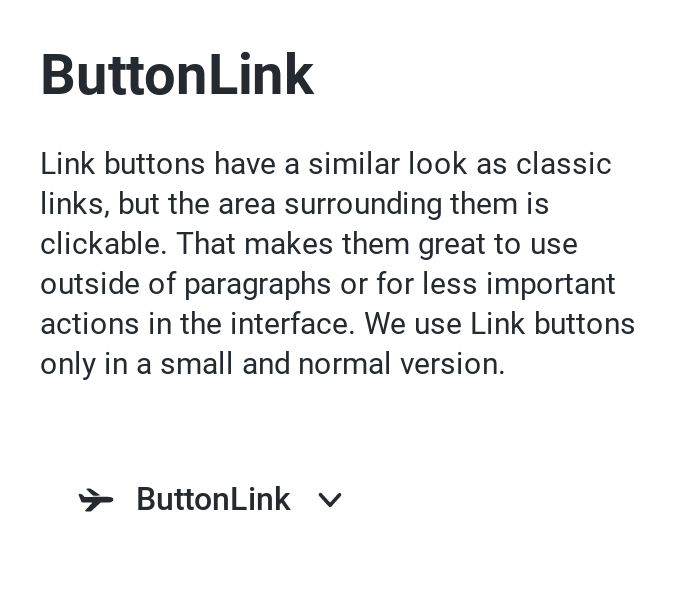 ButtonLink
Link buttons have a similar look as classic
links, but the area surrounding them is
clickable. That makes them great to use
outside of paragraphs or for less important
actions in the interface. We use Link buttons
only in a small and normal version.
ButtonLink